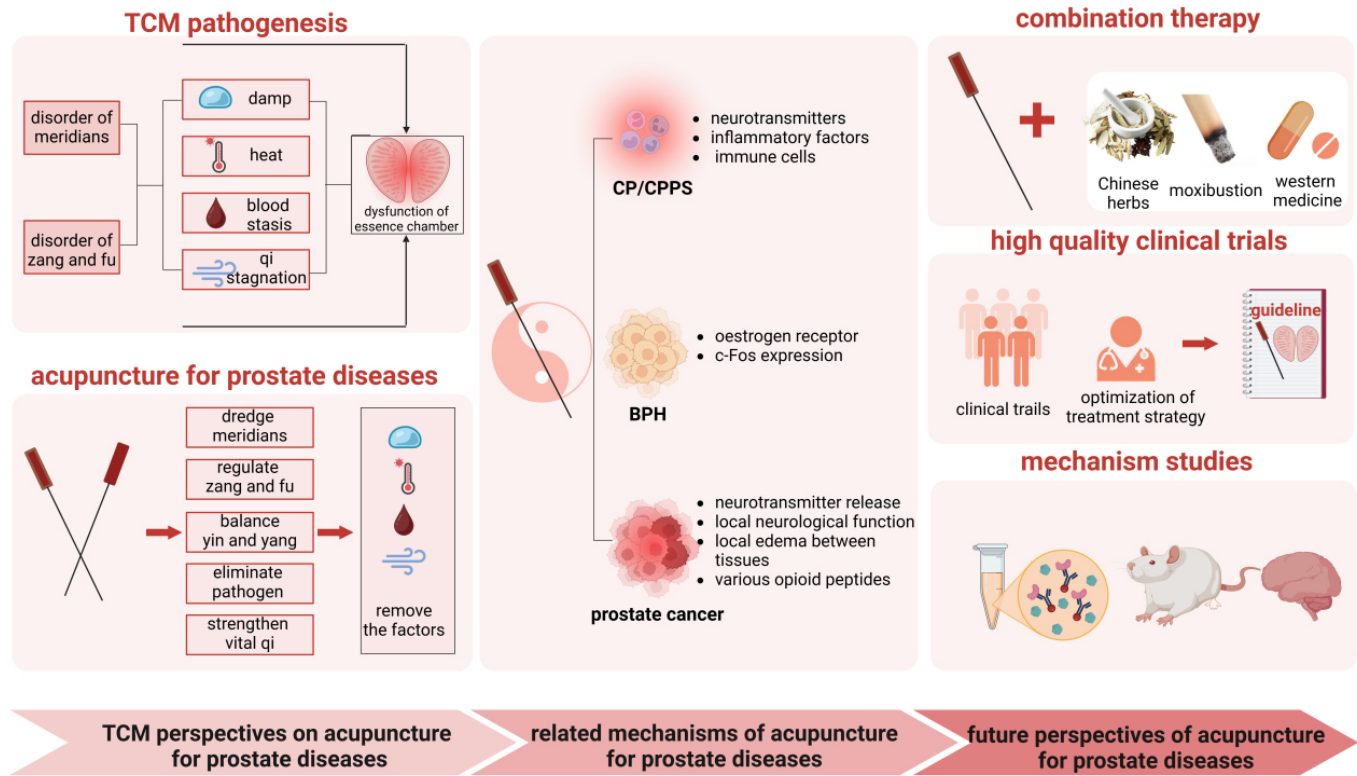 TCM pathogenesis
disorder of
meridians
disorder of
zang and fu
damp
heat
blood
stasis
qi
stagnation
dysfunction of
essence chamber
acupuncture for prostate diseases
dredge
meridians
regulate
zang and fu
balance
yin and yang
eliminate
pathogen
strengthen
vital qi
remove
the factors
CP/CPPS
• neurotransmitters
• inflammatory factors
• immune cells
BPH
• oestrogen receptor
• c-Fos expression
prostate cancer
• neurotransmitter release
• local neurological function
• local edema between
tissues
• various opioid peptides
combination therapy
Chinese
herbs
moxibustion
western
medicine
high quality clinical trials
clinical trails
optimization of
treatment strategy
guideline
mechanism studies
TCM perspectives on acupuncture
for prostate diseases
related mechanisms of acupuncture
for prostate diseases
future perspectives of acupuncture
for prostate diseases